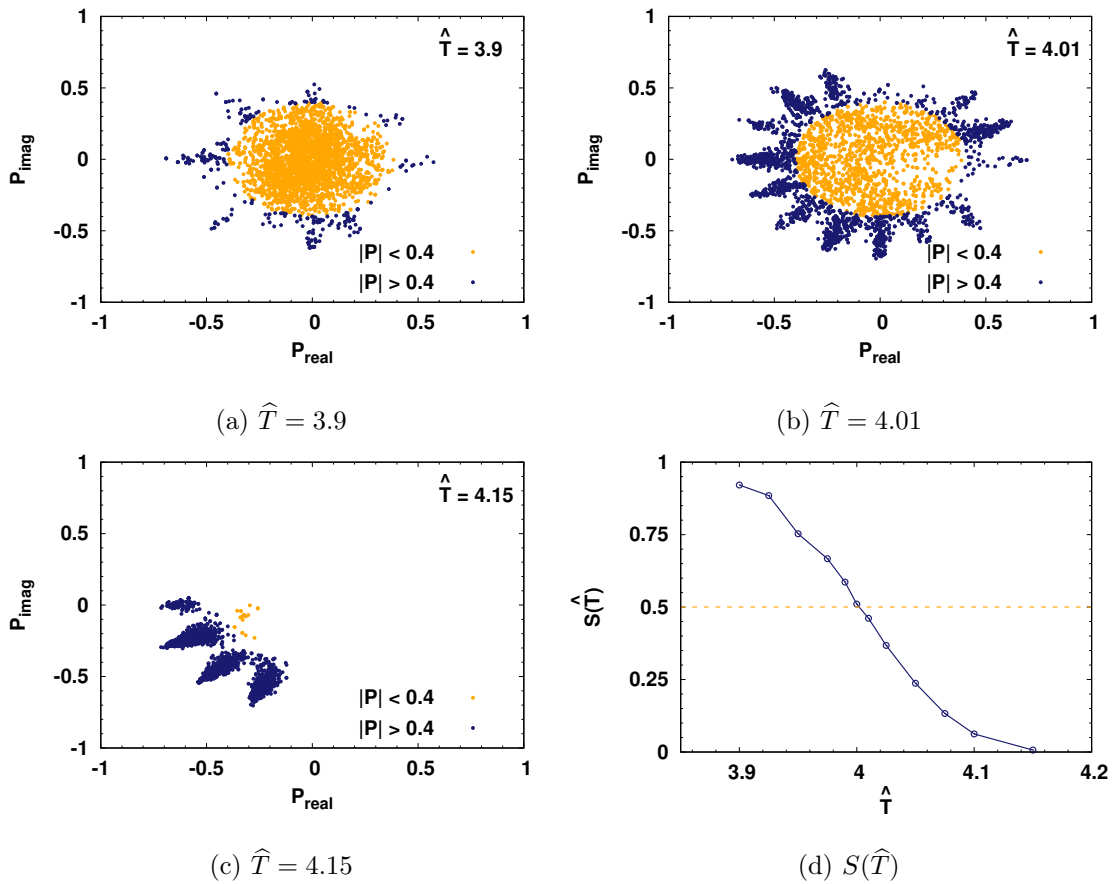 1
0.5
0
-0.5
-1
-1 -0.5 0 0.5 1
P_imag
P_real
T̂ = 3.9
|P| < 0.4
|P| > 0.4
(a) T̂ = 3.9
1
0.5
0
-0.5
-1
-1 -0.5 0 0.5 1
P_imag
P_real
T̂ = 4.01
|P| < 0.4
|P| > 0.4
(b) T̂ = 4.01
1
0.5
0
-0.5
-1
-1 -0.5 0 0.5 1
P_imag
P_real
T̂ = 4.15
|P| < 0.4
|P| > 0.4
(c) T̂ = 4.15
1
0.75
0.5
0.25
0
3.9 4 4.1 4.2
S(T̂)
T̂
(d) S(T̂)